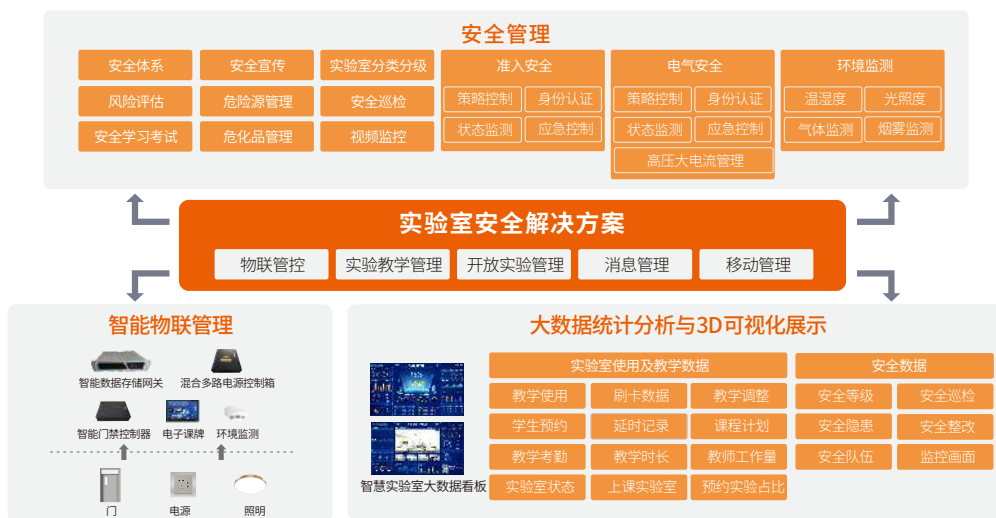 安全管理
安全体系
安全宣传
实验室分类分级
风险评估
危险源管理
安全巡检
安全学习考试
危化品管理
视频监控
准入安全
策略控制
身份认证
状态监测
应急控制
电气安全
策略控制
身份认证
状态监测
应急控制
高压大电流管理
环境监测
温湿度
光照度
气体监测
烟雾监测
实验室安全解决方案
物联管控
实验教学管理
开放实验管理
消息管理
移动管理
智能物联管理
智能数据存储网关
混合多路电源控制箱
智能门禁控制器
电子课牌
环境监测
门
电源
照明
大数据统计分析与3D可视化展示
智慧实验室大数据看板
实验室使用及教学数据
教学使用
刷卡数据
教学调整
学生预约
延时记录
课程计划
教学考勤
教学时长
教师工作量
实验室状态
上课实验室
预约实验占比
安全数据
安全等级
安全巡检
安全隐患
安全整改
安全队伍
监控画面